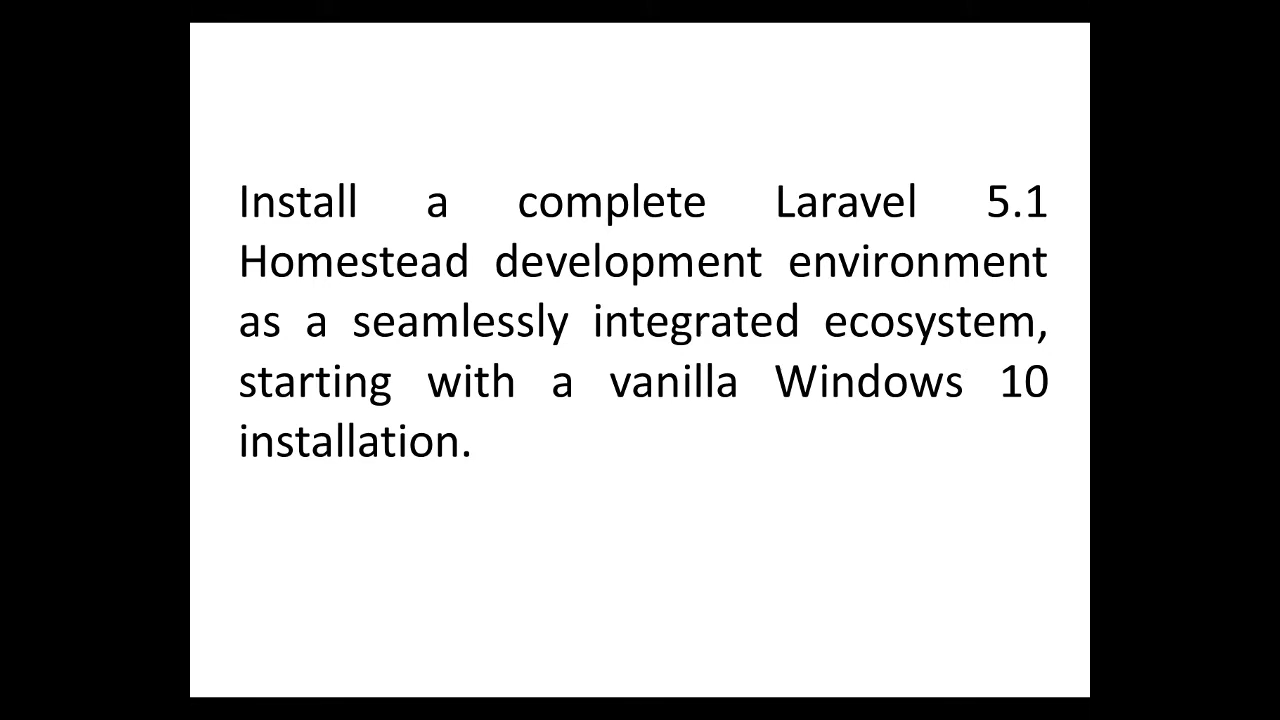 Install a complete Laravel 5.1
Homestead development environment
as a seamlessly integrated ecosystem,
starting with a vanilla Windows 10
installation.